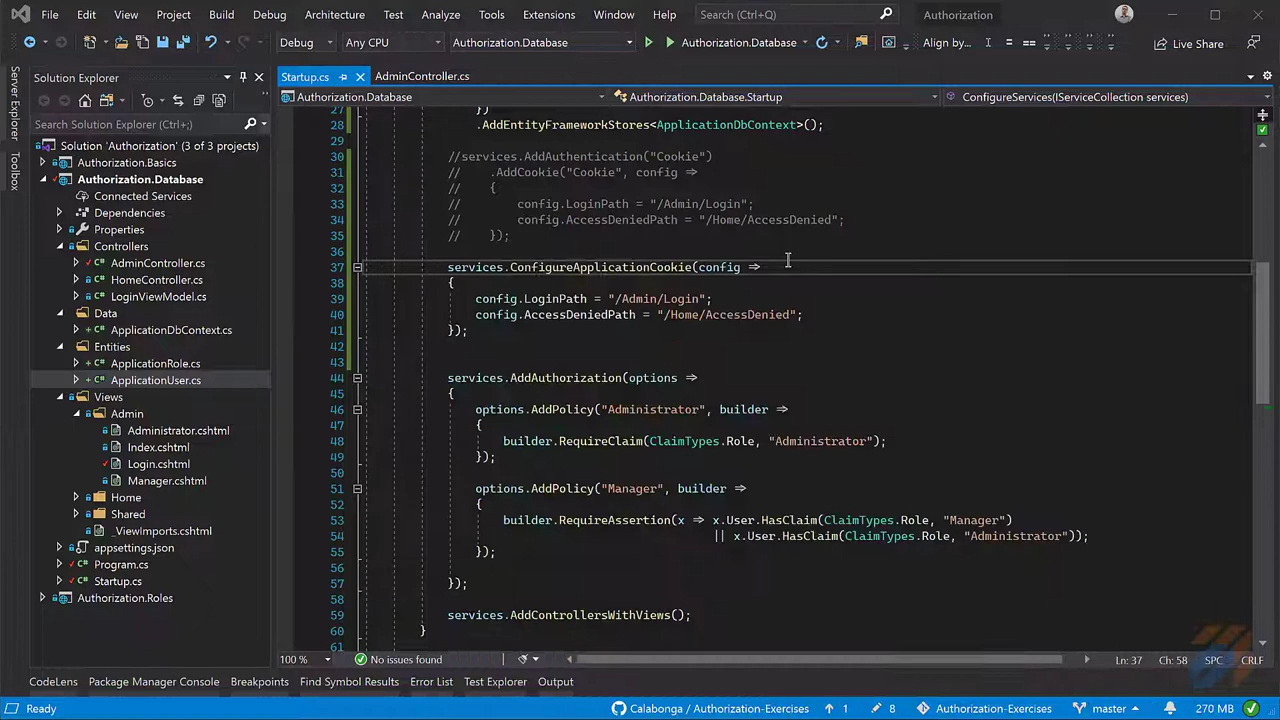 File Edit View Project Build Debug Architecture Test Analyze Tools Extensions Window Help Search (Ctrl+Q) Authorization
Debug Any CPU Authorization.Database Authorization.Database Align by... Live Share
Server Explorer
Toolbox
Solution Explorer
Search Solution Explorer (Ctrl+;)
Solution 'Authorization' (3 of 3 projects)
Authorization.Basics
Authorization.Database
Connected Services
Dependencies
Properties
Controllers
AdminController.cs
HomeController.cs
LoginViewModel.cs
Data
ApplicationDbContext.cs
Entities
ApplicationRole.cs
ApplicationUser.cs
Views
Admin
Administrator.cshtml
Index.cshtml
Login.cshtml
Manager.cshtml
Home
Shared
_ViewImports.cshtml
appsettings.json
Program.cs
Startup.cs
Authorization.Roles
Startup.cs AdminController.cs
Authorization.Database Authorization.Database.Startup ConfigureServices(IServiceCollection services)
27 })
28 .AddEntityFrameworkStores<ApplicationDbContext>();
29
30 //services.AddAuthentication("Cookie")
31 // .AddCookie("Cookie", config =>
32 // {
33 // config.LoginPath = "/Admin/Login";
34 // config.AccessDeniedPath = "/Home/AccessDenied";
35 // });
36
37 services.ConfigureApplicationCookie(config =>
38 {
39 config.LoginPath = "/Admin/Login";
40 config.AccessDeniedPath = "/Home/AccessDenied";
41 });
42
43
44 services.AddAuthorization(options =>
45 {
46 options.AddPolicy("Administrator", builder =>
47 {
48 builder.RequireClaim(ClaimTypes.Role, "Administrator");
49 });
50
51 options.AddPolicy("Manager", builder =>
52 {
53 builder.RequireAssertion(x => x.User.HasClaim(ClaimTypes.Role, "Manager")
54 || x.User.HasClaim(ClaimTypes.Role, "Administrator"));
55 });
56
57 });
58
59 services.AddControllersWithViews();
60 }
61
100 % No issues found Ln: 37 Ch: 58 SPC CRLF
CodeLens Package Manager Console Breakpoints Find Symbol Results Error List Test Explorer Output
Ready Calabonga / Authorization-Exercises 1 8 Authorization-Exercises master 270 MB